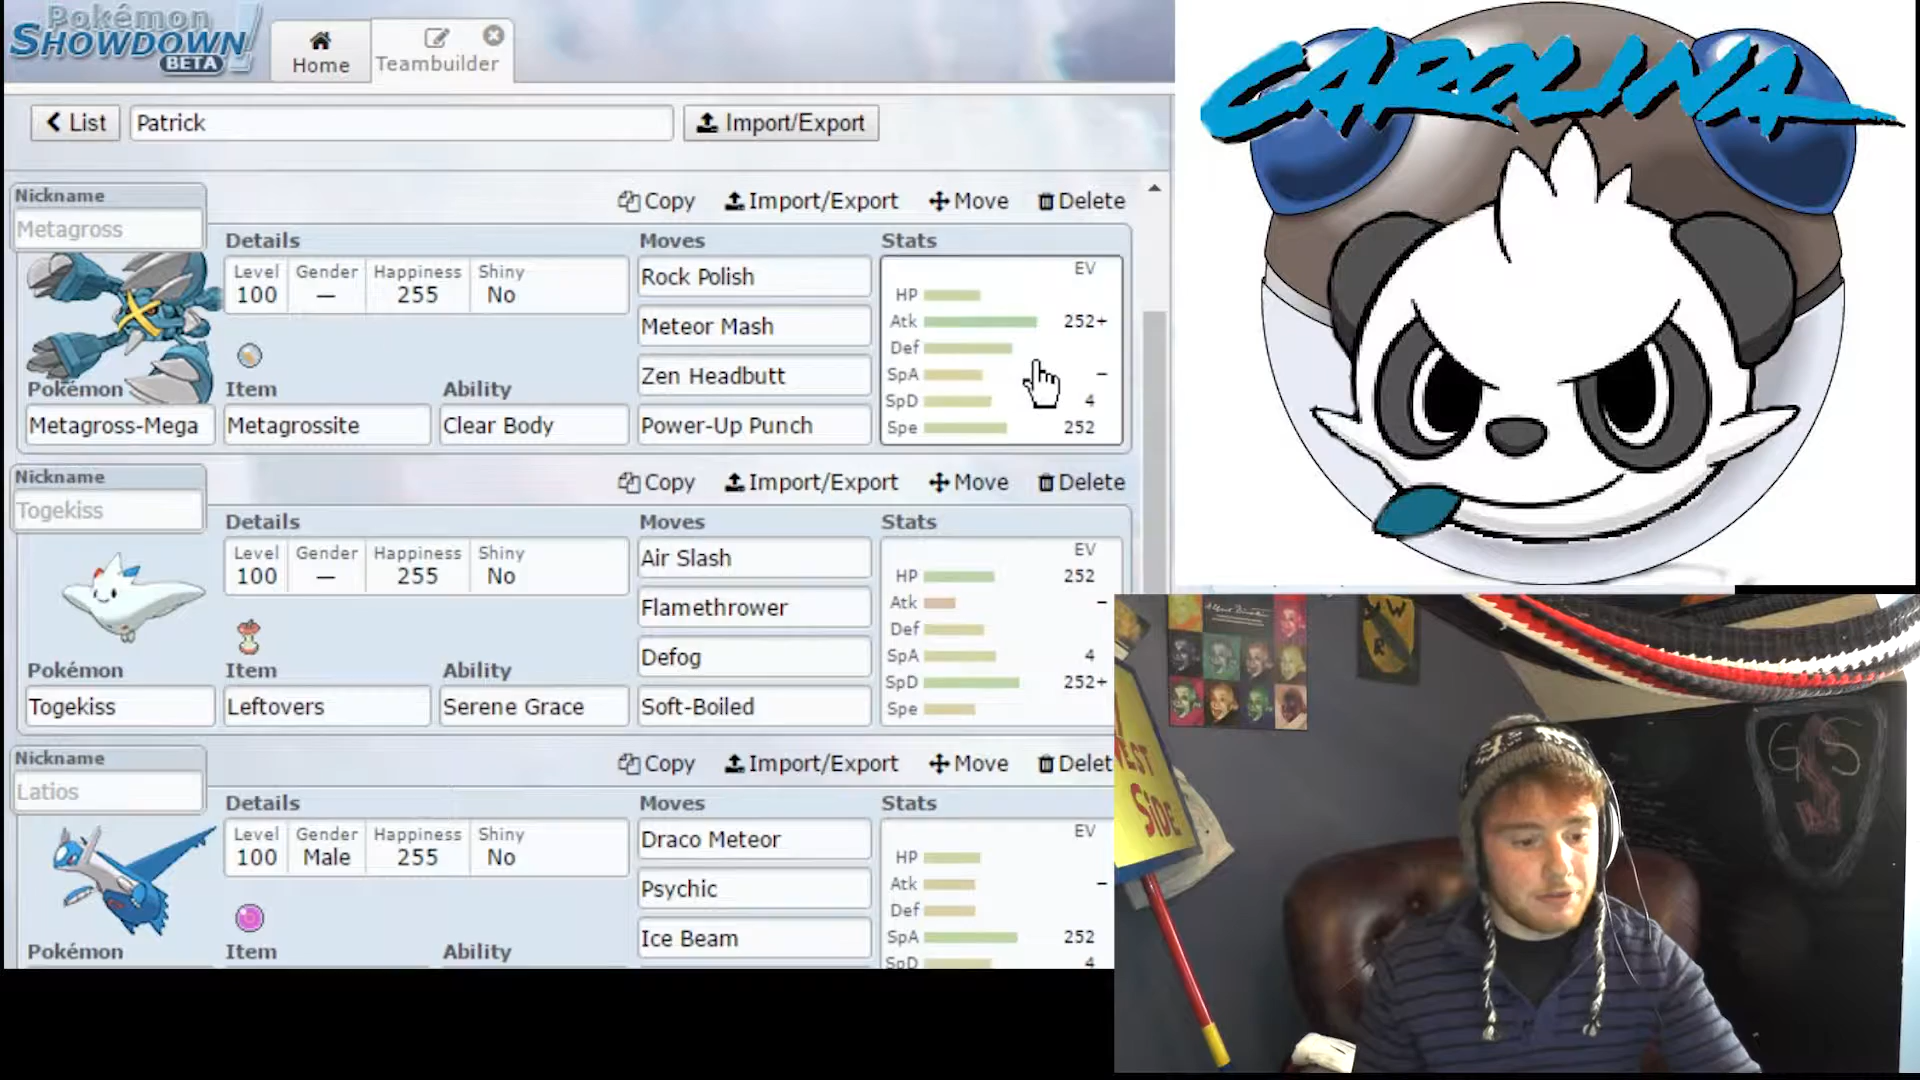 Pokémon
SHOWDOWN!
BETA
Home
Teambuilder
List
Patrick
Import/Export
Nickname
Metagross
Copy
Import/Export
Move
Delete
Details
Moves
Stats
Level
100
Gender
—
Happiness
255
Shiny
No
Rock Polish
Meteor Mash
Zen Headbutt
Power-Up Punch
EV
HP
Atk 252+
Def
SpA –
SpD 4
Spe 252
Pokémon
Item
Ability
Metagross-Mega
Metagrossite
Clear Body
Nickname
Togekiss
Copy
Import/Export
Move
Delete
Details
Moves
Stats
Level
100
Gender
—
Happiness
255
Shiny
No
Air Slash
Flamethrower
Defog
Soft-Boiled
EV
HP 252
Atk –
Def
SpA 4
SpD 252+
Spe
Pokémon
Item
Ability
Togekiss
Leftovers
Serene Grace
Nickname
Latios
Copy
Import/Export
Move
Delet
Details
Moves
Stats
Level
100
Gender
Male
Happiness
255
Shiny
No
Draco Meteor
Psychic
Ice Beam
EV
HP
Atk –
Def
SpA 252
SpD 4
Pokémon
Item
Ability
CAROLINA
WEST
SiDE
W
R
G S
S